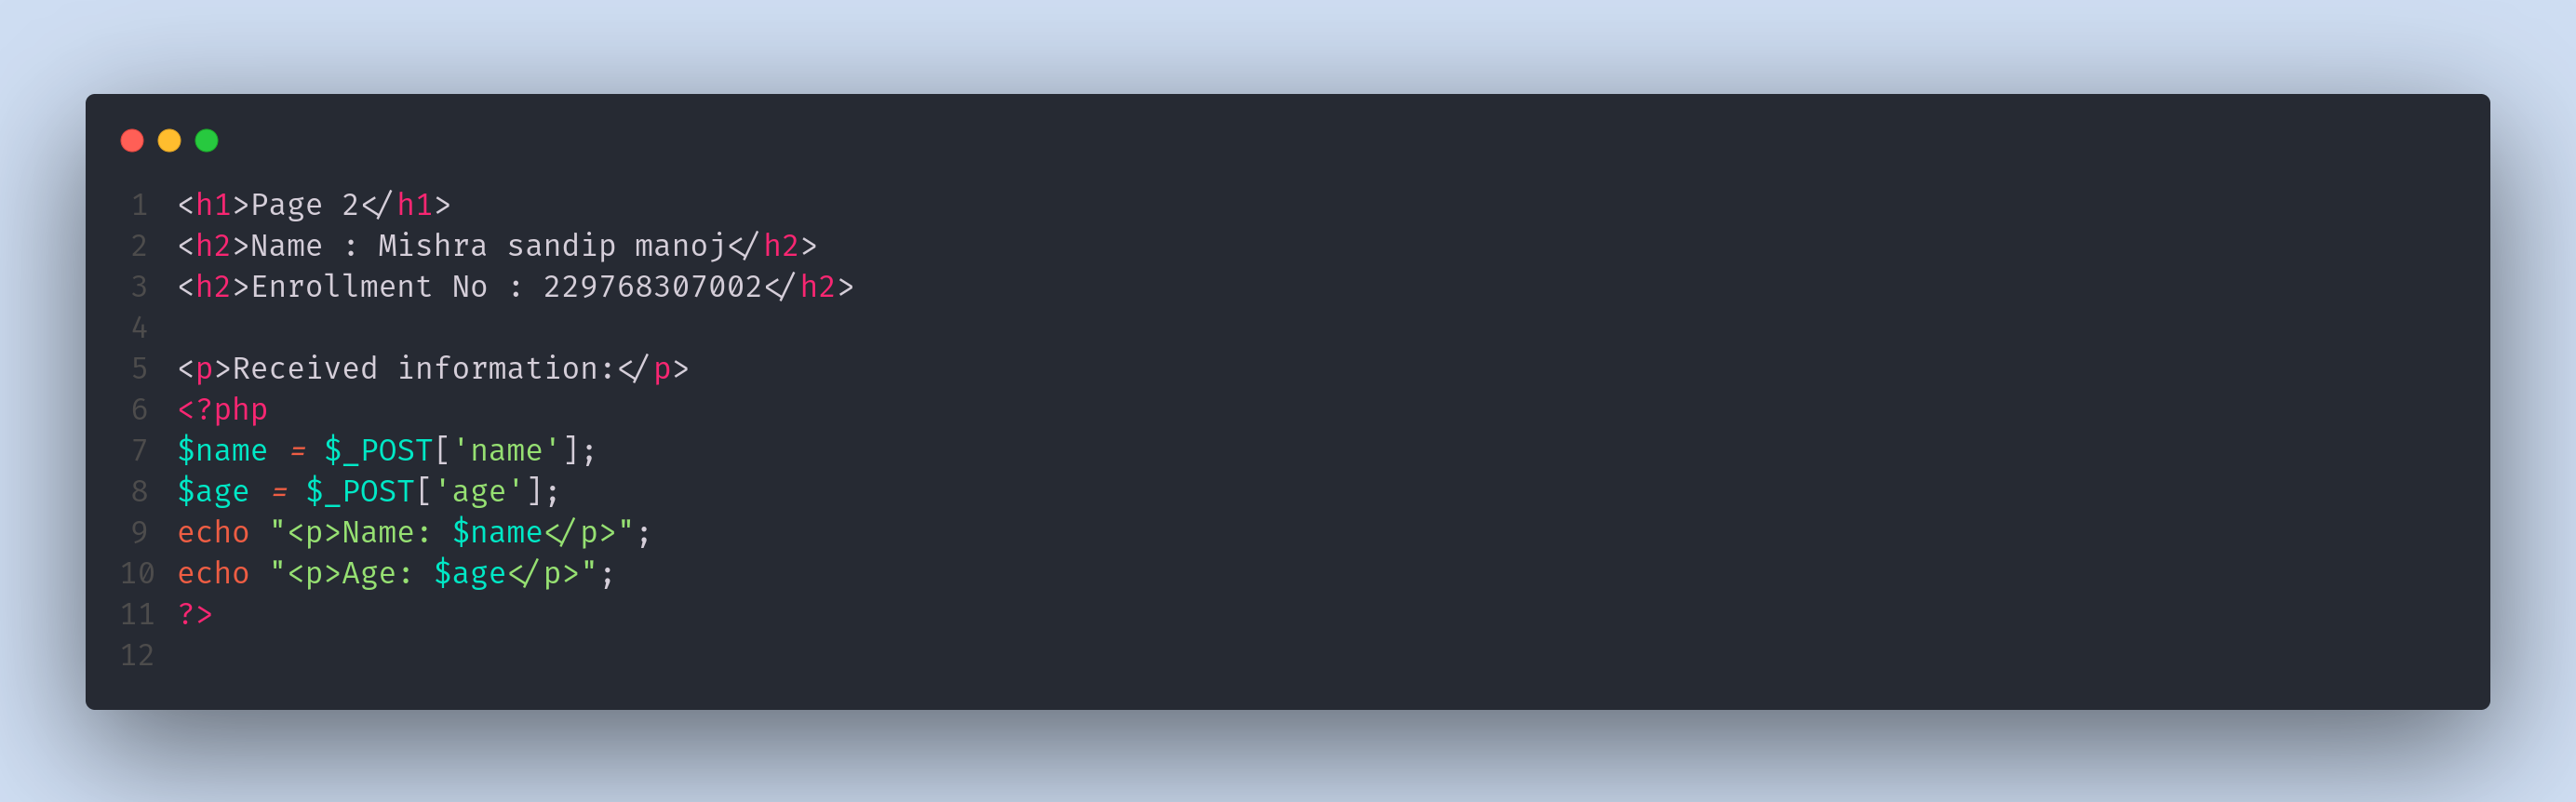 1 <h1>Page 2</h1>
2 <h2>Name : Mishra sandip manoj</h2>
3 <h2>Enrollment No : 229768307002</h2>
4
5 <p>Received information:</p>
6 <?php
7 $name = $_POST['name'];
8 $age = $_POST['age'];
9 echo "<p>Name: $name</p>";
10 echo "<p>Age: $age</p>";
11 ?>
12